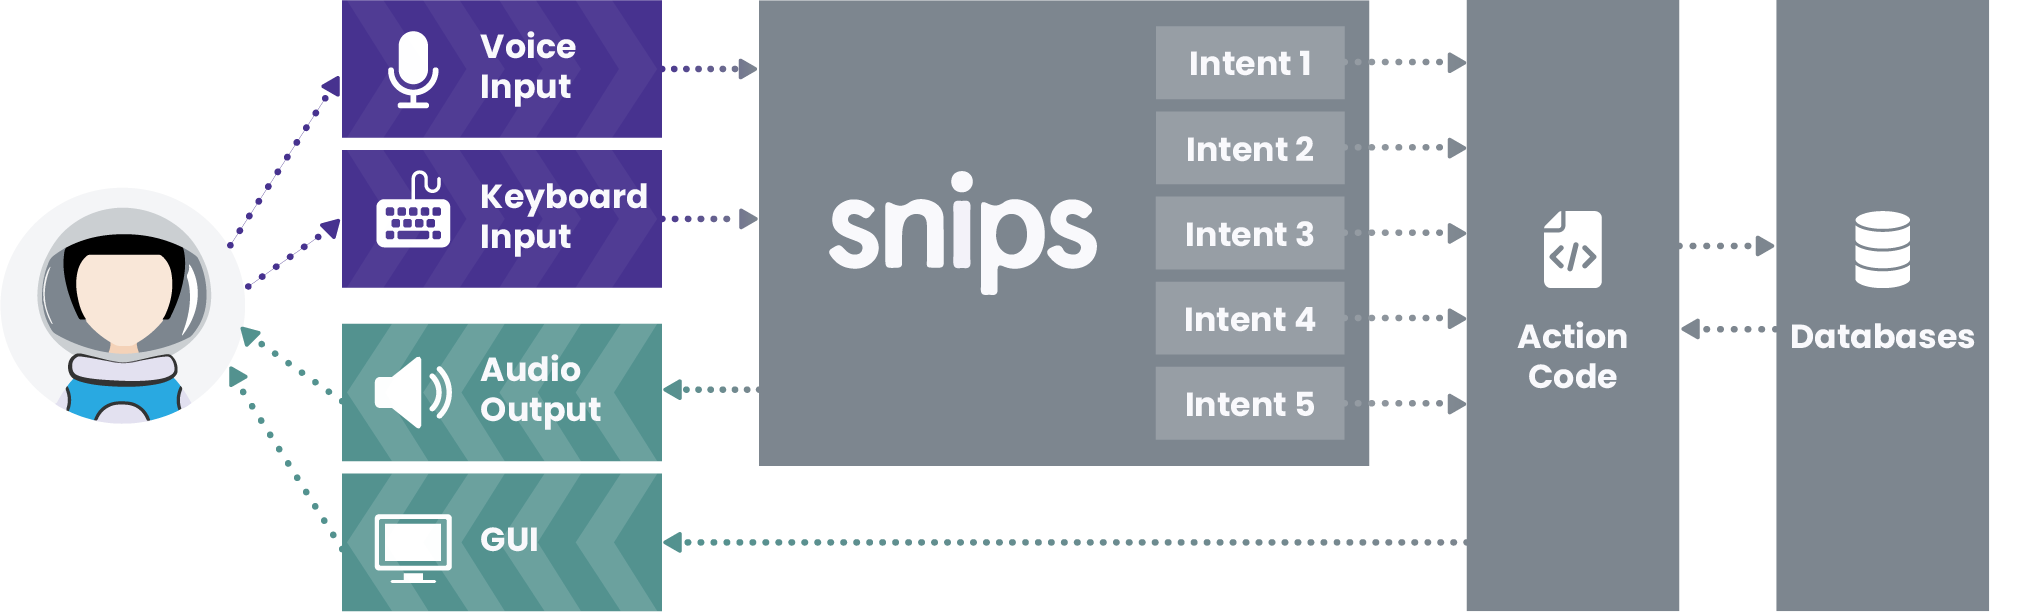 Voice
Input
Keyboard
Input
Audio
Output
GUI
snips
Intent 1
Intent 2
Intent 3
Intent 4
Intent 5
Action
Code
Databases